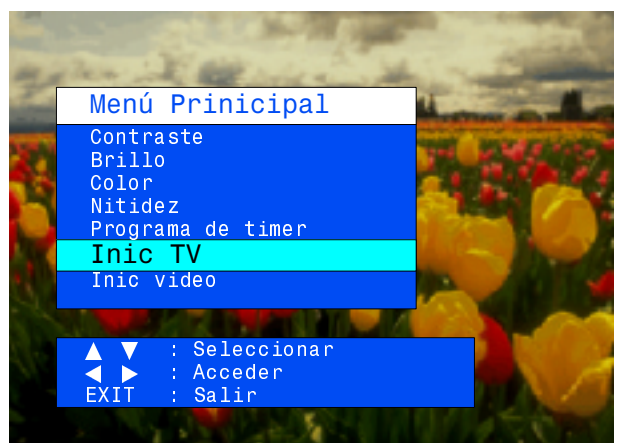 Menú Prinicipal
Contraste
Brillo
Color
Nitidez
Programa de timer
Inic TV
Inic video
▲ ▼ : Seleccionar
◀ ▶ : Acceder
EXIT : Salir